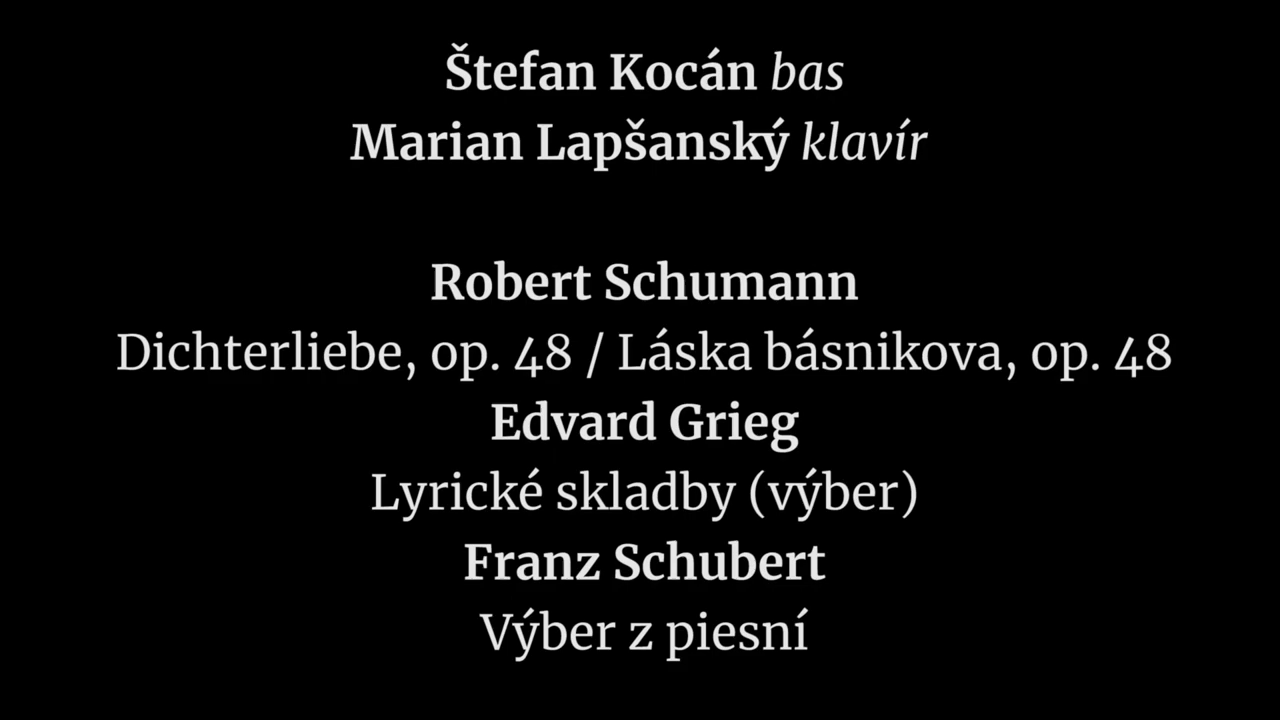 Štefan Kocán bas
Marian Lapšanský klavír
Robert Schumann
Dichterliebe, op. 48 / Láska básnikova, op. 48
Edvard Grieg
Lyrické skladby (výber)
Franz Schubert
Výber z piesní